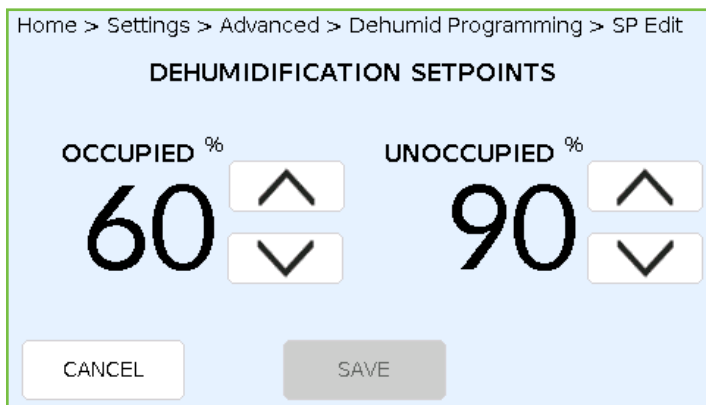 Home > Settings > Advanced > Dehumid Programming > SP Edit
DEHUMIDIFICATION SETPOINTS
OCCUPIED % UNOCCUPIED %
60 90
CANCEL SAVE